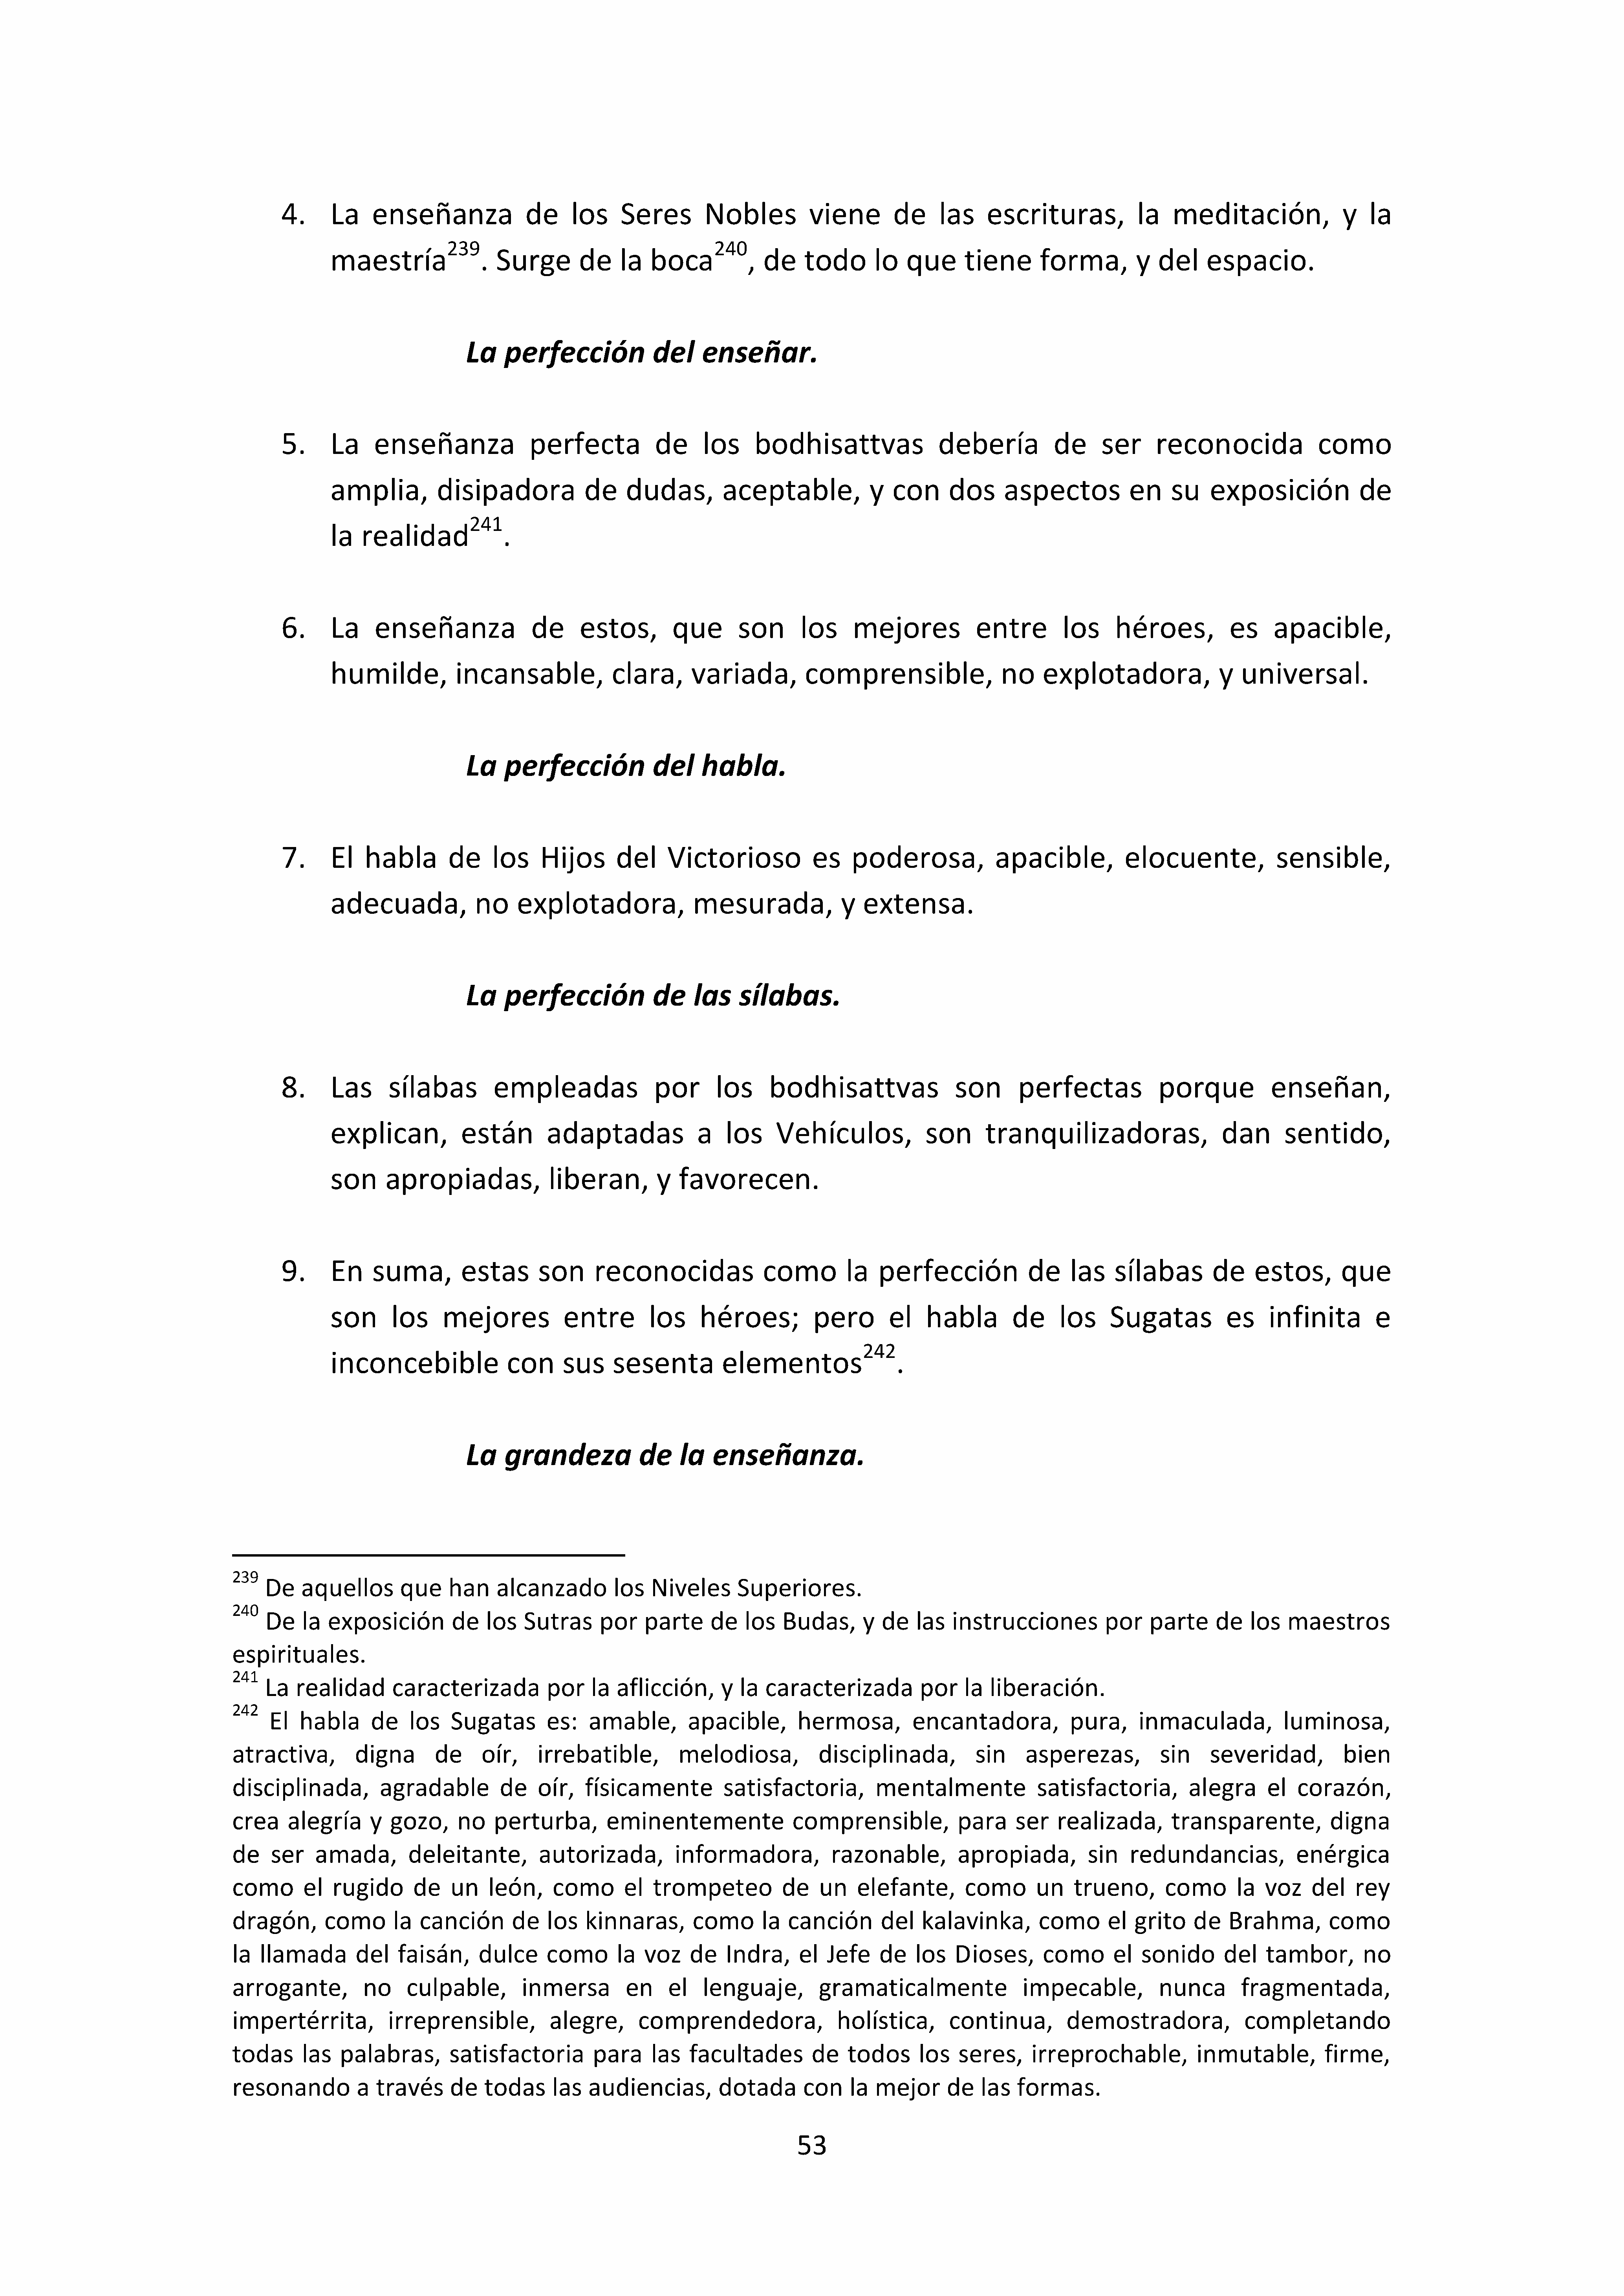 4. La enseñanza de los Seres Nobles viene de las escrituras, la meditación, y la
maestría239. Surge de la boca240, de todo lo que tiene forma, y del espacio.
La perfección del enseñar.
5. La enseñanza perfecta de los bodhisattvas debería de ser reconocida como
amplia, disipadora de dudas, aceptable, y con dos aspectos en su exposición de
la realidad241.
6. La enseñanza de estos, que son los mejores entre los héroes, es apacible,
humilde, incansable, clara, variada, comprensible, no explotadora, y universal.
La perfección del habla.
7. El habla de los Hijos del Victorioso es poderosa, apacible, elocuente, sensible,
adecuada, no explotadora, mesurada, y extensa.
La perfección de las sílabas.
8. Las sílabas empleadas por los bodhisattvas son perfectas porque enseñan,
explican, están adaptadas a los Vehículos, son tranquilizadoras, dan sentido,
son apropiadas, liberan, y favorecen.
9. En suma, estas son reconocidas como la perfección de las sílabas de estos, que
son los mejores entre los héroes; pero el habla de los Sugatas es infinita e
inconcebible con sus sesenta elementos242.
La grandeza de la enseñanza.
239 De aquellos que han alcanzado los Niveles Superiores.
240 De la exposición de los Sutras por parte de los Budas, y de las instrucciones por parte de los maestros
espirituales.
241 La realidad caracterizada por la aflicción, y la caracterizada por la liberación.
242 El habla de los Sugatas es: amable, apacible, hermosa, encantadora, pura, inmaculada, luminosa,
atractiva, digna de oír, irrebatible, melodiosa, disciplinada, sin asperezas, sin severidad, bien
disciplinada, agradable de oír, físicamente satisfactoria, mentalmente satisfactoria, alegra el corazón,
crea alegría y gozo, no perturba, eminentemente comprensible, para ser realizada, transparente, digna
de ser amada, deleitante, autorizada, informadora, razonable, apropiada, sin redundancias, enérgica
como el rugido de un león, como el trompeteo de un elefante, como un trueno, como la voz del rey
dragón, como la canción de los kinnaras, como la canción del kalavinka, como el grito de Brahma, como
la llamada del faisán, dulce como la voz de Indra, el Jefe de los Dioses, como el sonido del tambor, no
arrogante, no culpable, inmersa en el lenguaje, gramaticalmente impecable, nunca fragmentada,
impertérrita, irreprensible, alegre, comprendedora, holística, continua, demostradora, completando
todas las palabras, satisfactoria para las facultades de todos los seres, irreprochable, inmutable, firme,
resonando a través de todas las audiencias, dotada con la mejor de las formas.
53